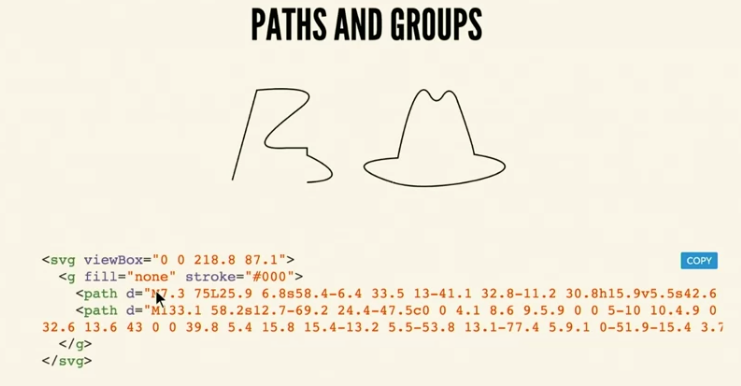 PATHS AND GROUPS
<svg viewBox="0 0 218.8 87.1">
COPY
<g fill="none" stroke="#000">
<path d="M7.3 75L25.9 6.8s58.4-6.4 33.5 13-41.1 32.8-11.2 30.8h15.9v5.5s42.6
<path d="M133.1 58.2s12.7-69.2 24.4-47.5c0 0 4.1 8.6 9.5.9 0 0 5-10 10.4.9 0
32.6 13.6 43 0 0 39.8 5.4 15.8 15.4-13.2 5.5-53.8 13.1-77.4 5.9.1 0-51.9-15.4 3.7
</g>
</svg>